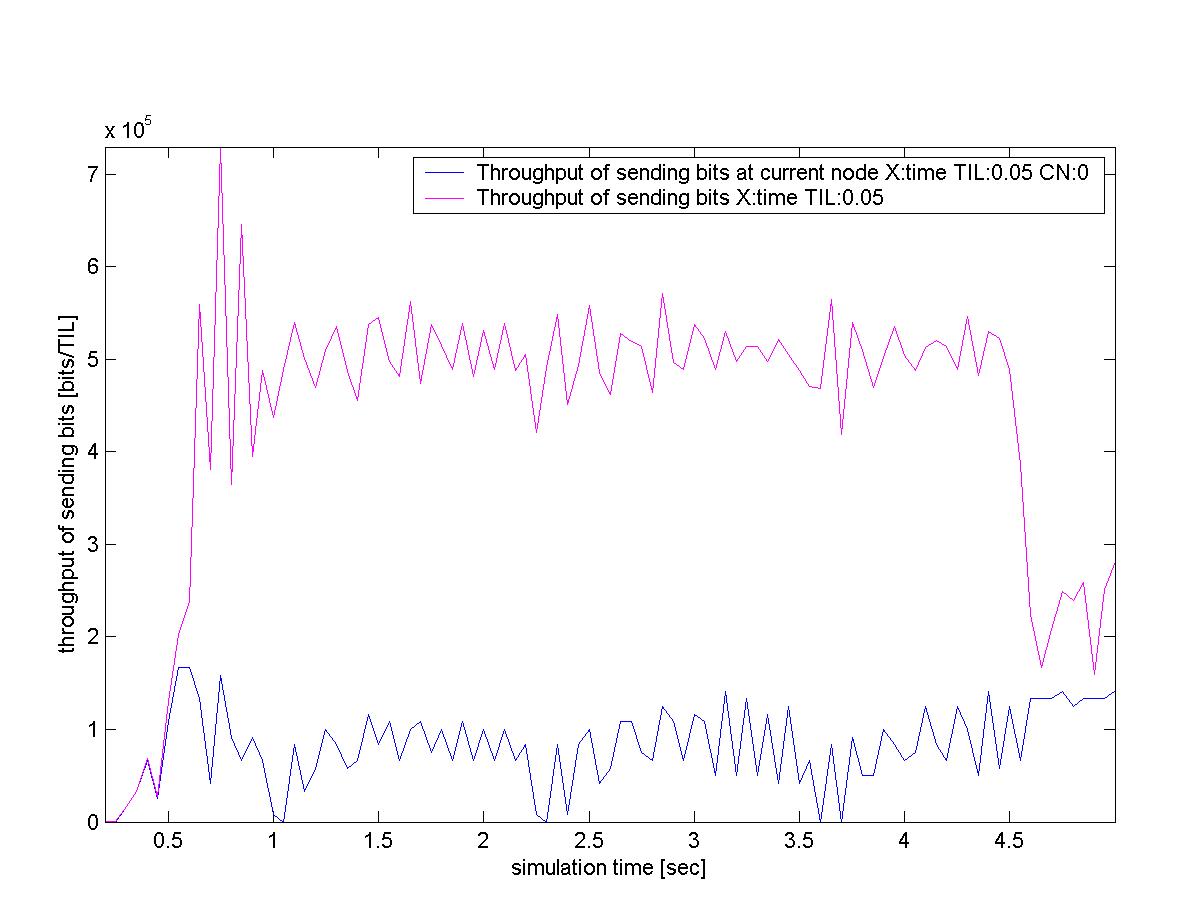 x 10⁵
7
6
5
4
3
2
1
0
throughput of sending bits [bits/TIL]
Throughput of sending bits at current node X:time TIL:0.05 CN:0
Throughput of sending bits X:time TIL:0.05
0.5 1 1.5 2 2.5 3 3.5 4 4.5
simulation time [sec]